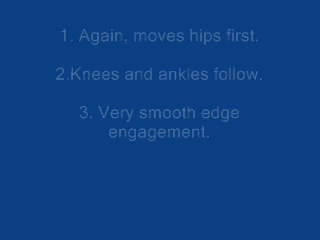 1. Again, moves hips first.
2.Knees and ankles follow.
3. Very smooth edge
engagement.